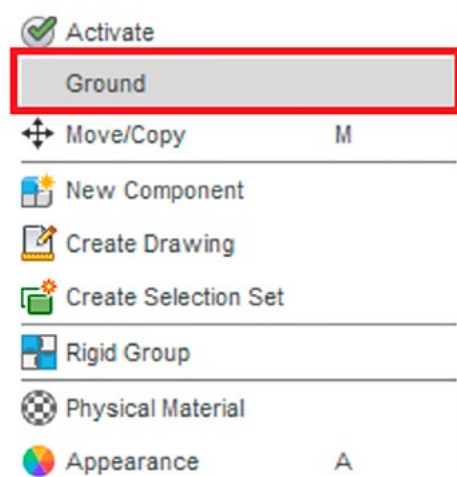 Activate
Ground
Move/Copy M
New Component
Create Drawing
Create Selection Set
Rigid Group
Physical Material
Appearance A